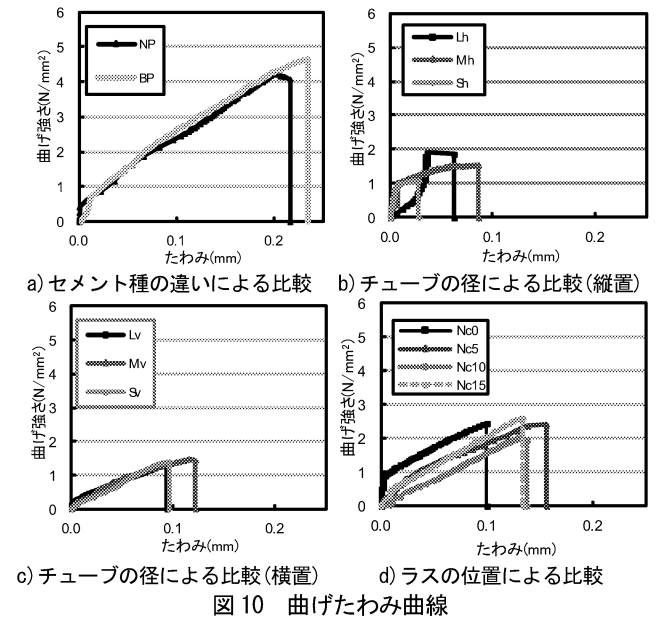 6
5
4
3
2
1
0
曲げ強さ(N/mm²)
NP
BP
0.0
0.1
0.2
たわみ(mm)
a)セメント種の違いによる比較
6
5
4
3
2
1
0
曲げ強さ(N/mm²)
Lh
Mh
Sh
0.0
0.1
0.2
たわみ(mm)
b)チューブの径による比較(縦置)
6
5
4
3
2
1
0
曲げ強さ(N/mm²)
Lv
Mv
Sv
0.0
0.1
0.2
たわみ(mm)
c)チューブの径による比較(横置)
6
5
4
3
2
1
0
曲げ強さ(N/mm²)
Nc0
Nc5
Nc10
Nc15
0.0
0.1
0.2
たわみ(mm)
d)ラスの位置による比較
図10 曲げたわみ曲線